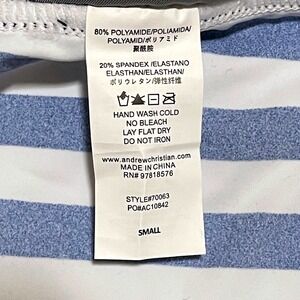 80% POLYAMIDE/POLIAMIDA/
POLYAMID/ポリアミド
聚酰胺
20% SPANDEX /ELASTANO
ELASTHAN/ELASTHAN/
ポリウレタン/弹性纤维
HAND WASH COLD
NO BLEACH
LAY FLAT DRY
DO NOT IRON
www.andrewchristian.com
MADE IN CHINA
RN# 97818576
STYLE#70063
PO#AC10842
SMALL